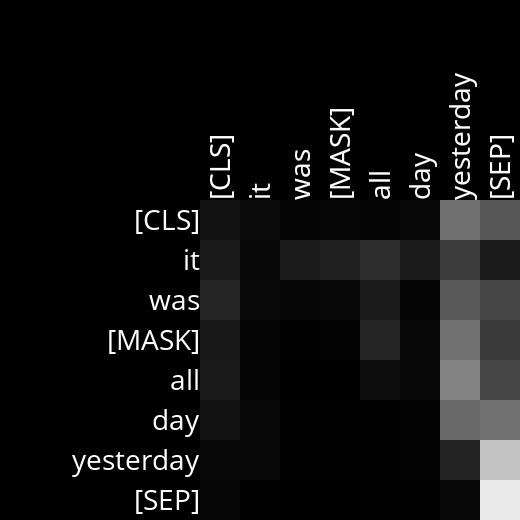 [CLS] it was [MASK] all day yesterday [SEP]
[CLS]
it
was
[MASK]
all
day
yesterday
[SEP]